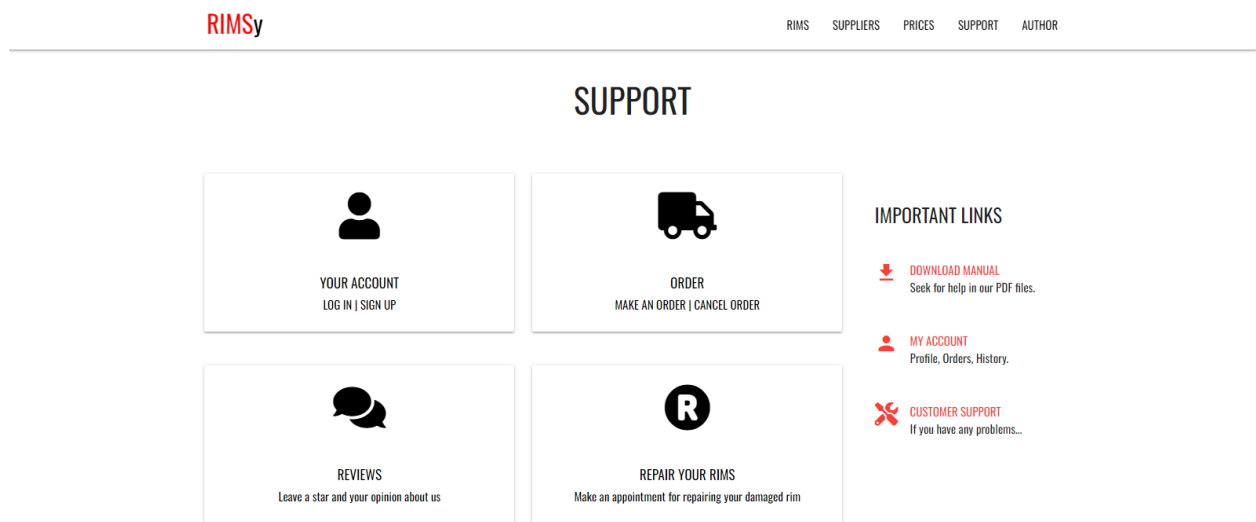 RIMSy
RIMS SUPPLIERS PRICES SUPPORT AUTHOR
SUPPORT
YOUR ACCOUNT
LOG IN | SIGN UP
ORDER
MAKE AN ORDER | CANCEL ORDER
REVIEWS
Leave a star and your opinion about us
R
REPAIR YOUR RIMS
Make an appointment for repairing your damaged rim
IMPORTANT LINKS
DOWNLOAD MANUAL
Seek for help in our PDF files.
MY ACCOUNT
Profile, Orders, History.
CUSTOMER SUPPORT
If you have any problems...